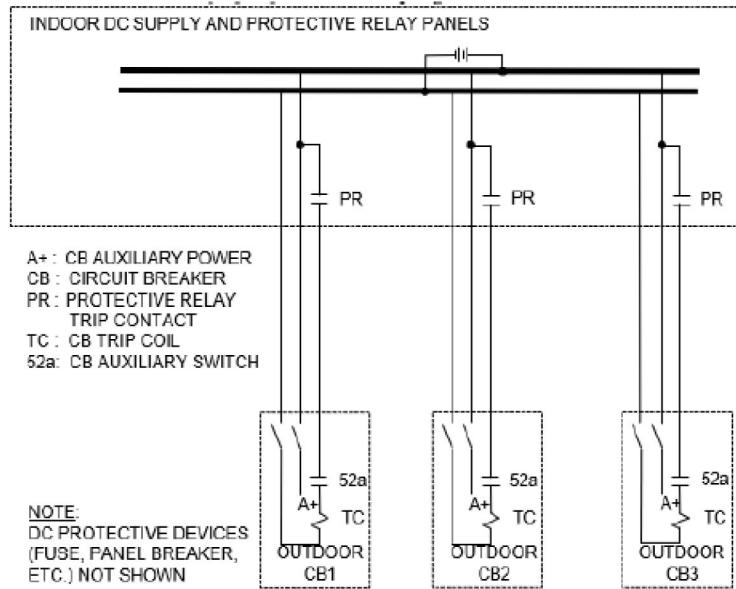 INDOOR DC SUPPLY AND PROTECTIVE RELAY PANELS
PR
PR
PR
A+ : CB AUXILIARY POWER
CB : CIRCUIT BREAKER
PR : PROTECTIVE RELAY
TRIP CONTACT
TC : CB TRIP COIL
52a: CB AUXILIARY SWITCH
52a
52a
52a
A+
TC
A+
TC
A+
TC
NOTE:
DC PROTECTIVE DEVICES
(FUSE, PANEL BREAKER,
ETC.) NOT SHOWN
OUTDOOR
CB1
OUTDOOR
CB2
OUTDOOR
CB3